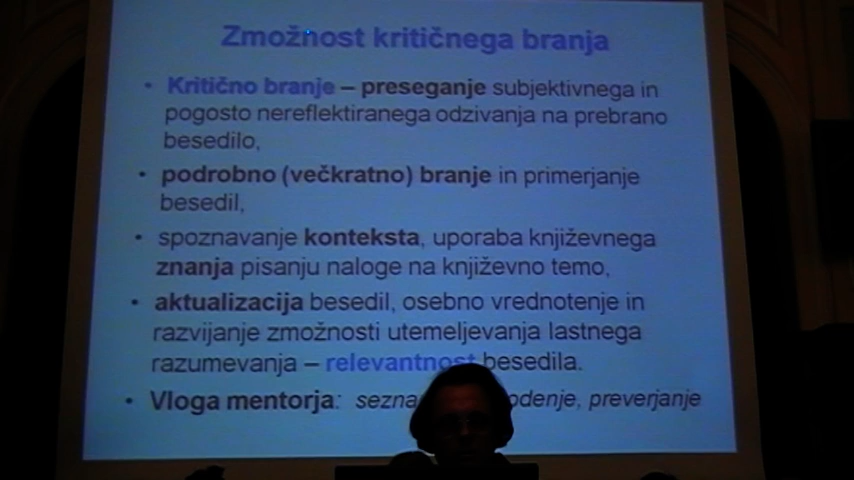 Zmožnost kritičnega branja
• Kritično branje – preseganje subjektivnega in
pogosto nereflektiranega odzivanja na prebrano
besedilo,
• podrobno (večkratno) branje in primerjanje
besedil,
• spoznavanje konteksta, uporaba književnega
znanja pisanju naloge na književno temo,
• aktualizacija besedil, osebno vrednotenje in
razvijanje zmožnosti utemeljevanja lastnega
razumevanja – relevantnost besedila.
• Vloga mentorja: preverjanje